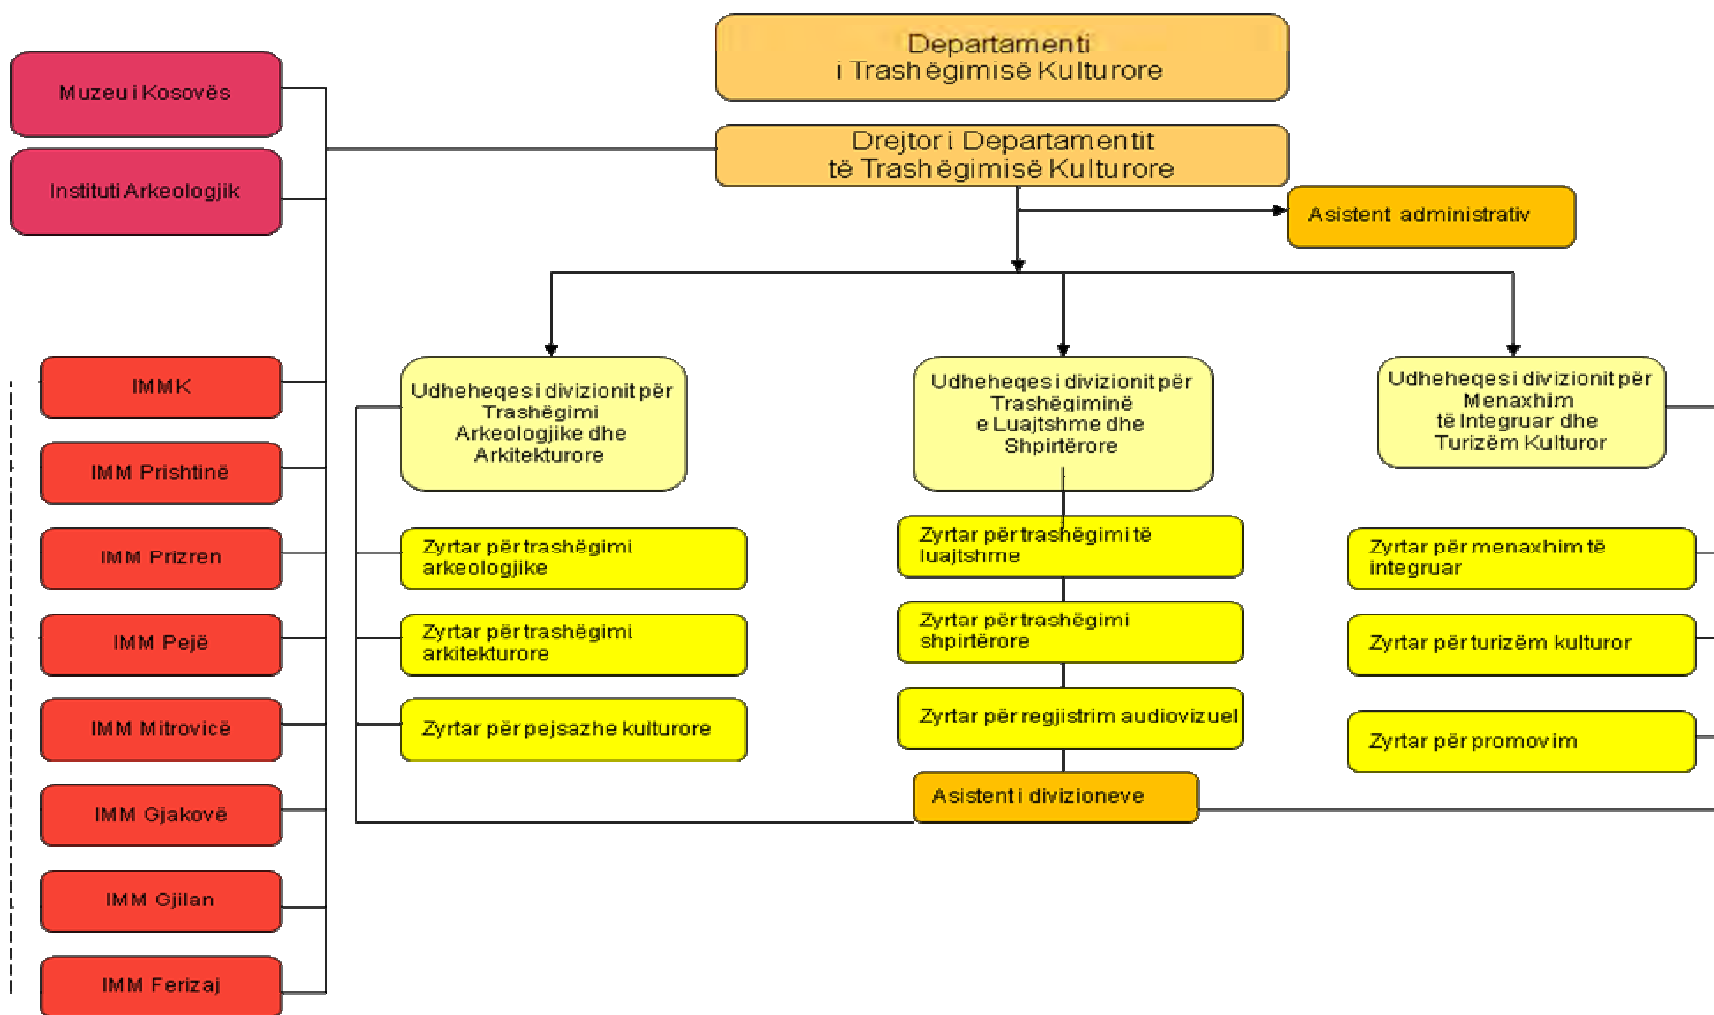 Departamenti
i Trashëgimisë Kulturore
Drejtor i Departamentit
të Trashëgimisë Kulturore
Asistent administrativ
Muzeu i Kosovës
Instituti Arkeologjik
IMMK
IMM Prishtinë
IMM Prizren
IMM Pejë
IMM Mitrovicë
IMM Gjakovë
IMM Gjilan
IMM Ferizaj
Udheheqes i divizionit për
Trashëgimi
Arkeologjike dhe
Arkitekturore
Zyrtar për trashëgimi
arkeologjike
Zyrtar për trashëgimi
arkitekturore
Zyrtar për pejsazhe kulturore
Udheheqes i divizionit për
Trashëgiminë
e Luajtshme dhe
Shpirtërore
Zyrtar për trashëgimi të
luajtshme
Zyrtar për trashëgimi
shpirtërore
Zyrtar për regjistrim audiovizuel
Asistent i divizioneve
Udheheqes i divizionit për
Menaxhim
të Integruar dhe
Turizëm Kulturor
Zyrtar për menaxhim të
integruar
Zyrtar për turizëm kulturor
Zyrtar për promovim